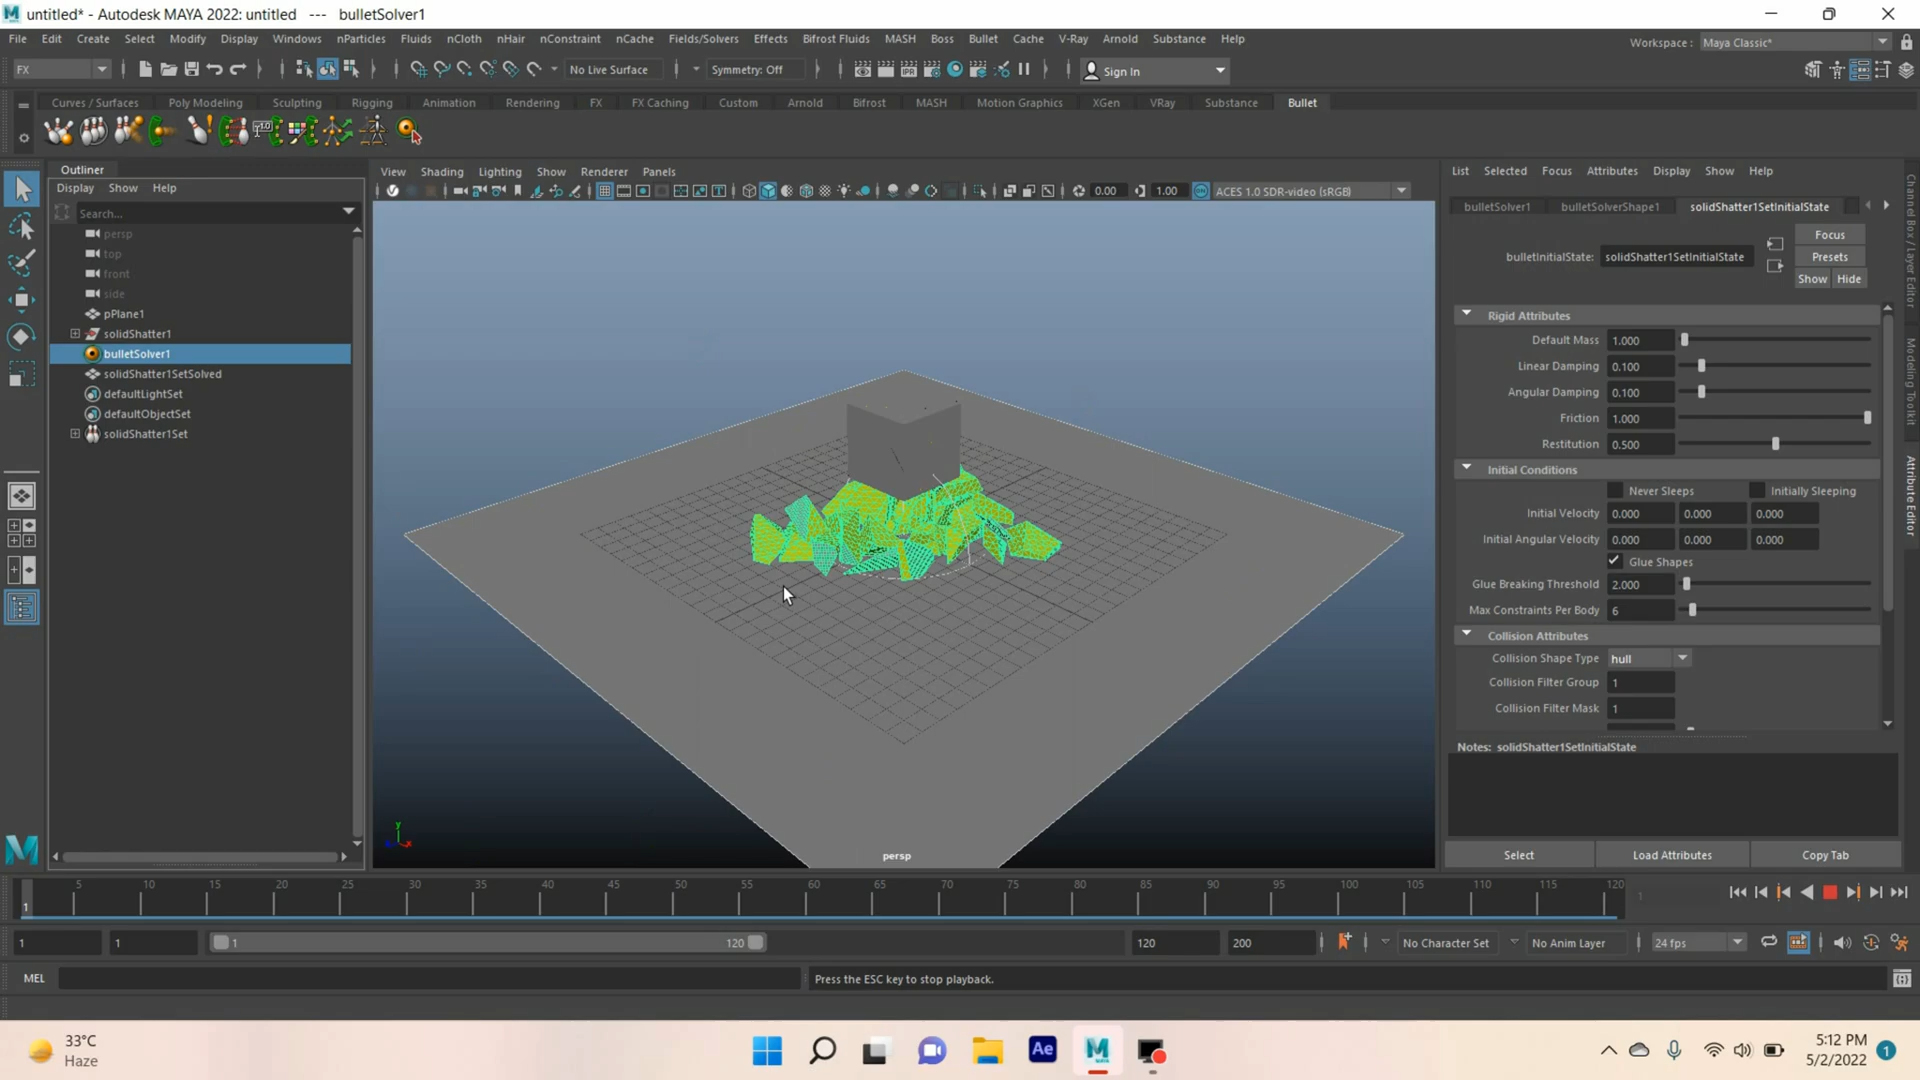 untitled* - Autodesk MAYA 2022: untitled --- bulletSolver1
File Edit Create Select Modify Display Windows nParticles Fluids nCloth nHair nConstraint nCache Fields/Solvers Effects Bifrost Fluids MASH Boss Bullet Cache V-Ray Arnold Substance Help
Workspace : Maya Classic*
FX No Live Surface Symmetry: Off Sign In
Curves / Surfaces Poly Modeling Sculpting Rigging Animation Rendering FX FX Caching Custom Arnold Bifrost MASH Motion Graphics XGen VRay Substance Bullet
Outliner
Display Show Help
Search...
persp
top
front
side
pPlane1
solidShatter1
bulletSolver1
solidShatter1SetSolved
defaultLightSet
defaultObjectSet
solidShatter1Set
View Shading Lighting Show Renderer Panels
0.00 1.00 ACES 1.0 SDR-video (sRGB)
persp
List Selected Focus Attributes Display Show Help
bulletSolver1 bulletSolverShape1 solidShatter1SetInitialState
bulletInitialState: solidShatter1SetInitialState
Focus
Presets
Show Hide
Rigid Attributes
Default Mass 1.000
Linear Damping 0.100
Angular Damping 0.100
Friction 1.000
Restitution 0.500
Initial Conditions
Never Sleeps Initially Sleeping
Initial Velocity 0.000 0.000 0.000
Initial Angular Velocity 0.000 0.000 0.000
Glue Shapes
Glue Breaking Threshold 2.000
Max Constraints Per Body 6
Collision Attributes
Collision Shape Type hull
Collision Filter Group 1
Collision Filter Mask 1
Notes: solidShatter1SetInitialState
Select Load Attributes Copy Tab
Channel Box / Layer Editor
Modeling Toolkit
Attribute Editor
5 10 15 20 25 30 35 40 45 50 55 60 65 70 75 80 85 90 95 100 105 110 115 120
1
1
1 1 1 120 120 200 No Character Set No Anim Layer 24 fps
MEL Press the ESC key to stop playback.
33°C
Haze
Ae
5:12 PM
5/2/2022
1